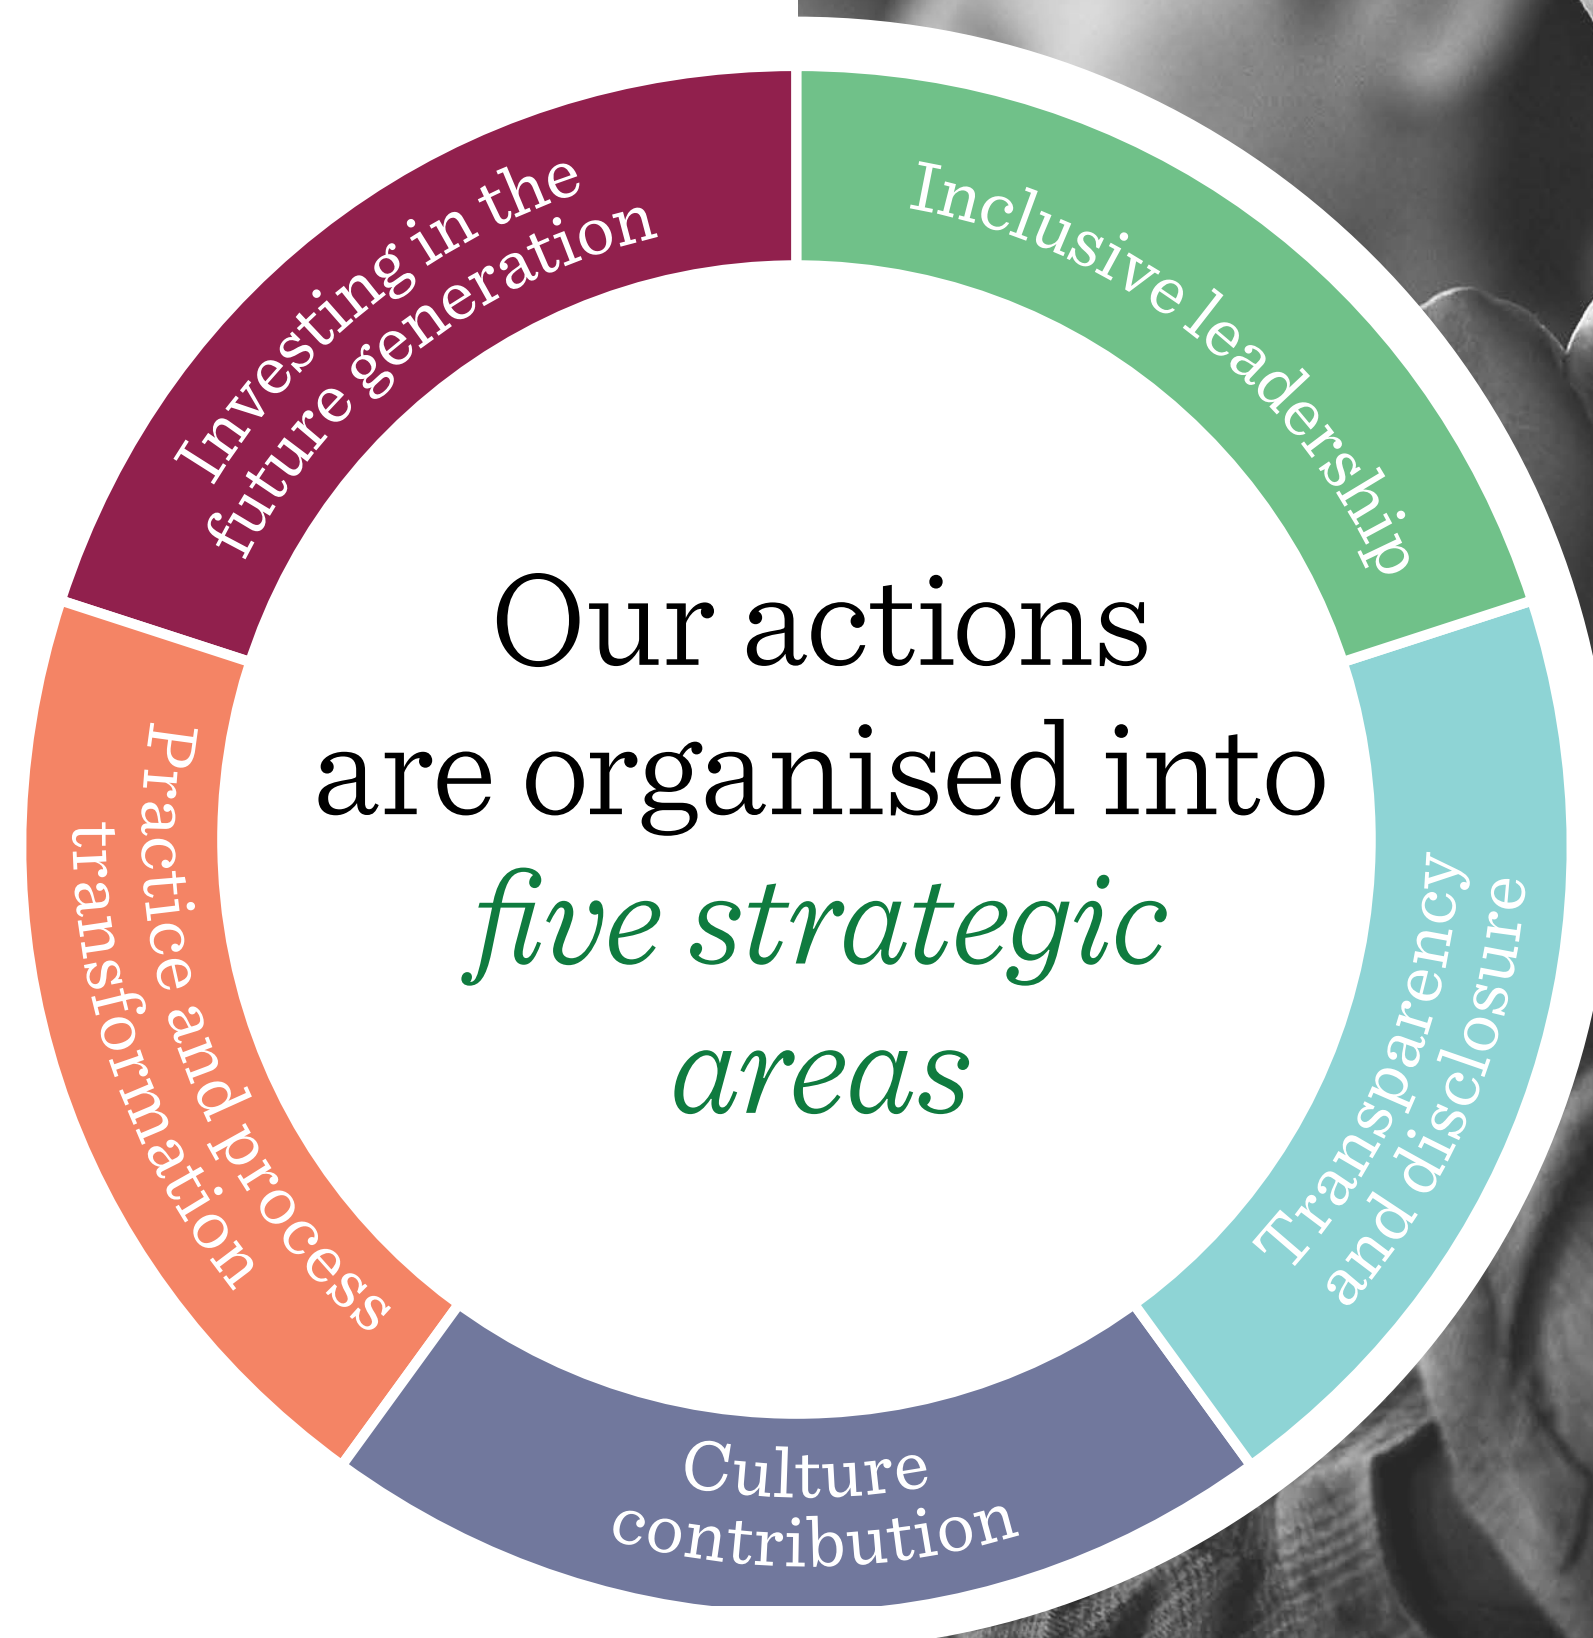 Our actions
are organised into
five strategic
areas
Inclusive leadership
Transparency
and disclosure
Culture
contribution
Practice and process
transformation
Investing in the
future generation